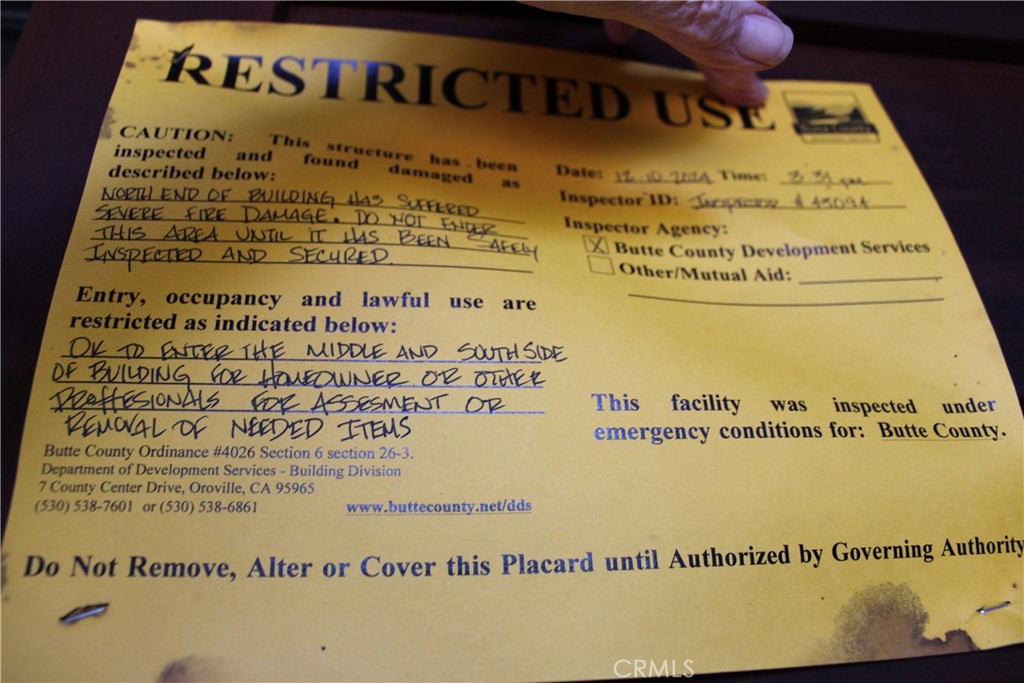 RESTRICTED USE
Butte County
CAUTION: This structure has been
inspected and found damaged as
described below:
NORTH END OF BUILDING HAS SUFFERED
SEVERE FIRE DAMAGE. DO NOT ENTER
THIS AREA UNTIL IT HAS BEEN SAFELY
INSPECTED AND SECURED.
Entry, occupancy and lawful use are
restricted as indicated below:
OK TO ENTER THE MIDDLE AND SOUTH SIDE
OF BUILDING FOR HOMEOWNER OR OTHER
PROFFESIONALS FOR ASSESMENT OR
REMOVAL OF NEEDED ITEMS
Butte County Ordinance #4026 Section 6 section 26-3.
Department of Development Services - Building Division
7 County Center Drive, Oroville, CA 95965
(530) 538-7601 or (530) 538-6861 www.buttecounty.net/dds
Date: 12-10-2024 Time: 3:31 pm
Inspector ID: Inspector #
Inspector Agency:
X Butte County Development Services
Other/Mutual Aid:
This facility was inspected under
emergency conditions for: Butte County.
Do Not Remove, Alter or Cover this Placard until Authorized by Governing Authority
CRMLS